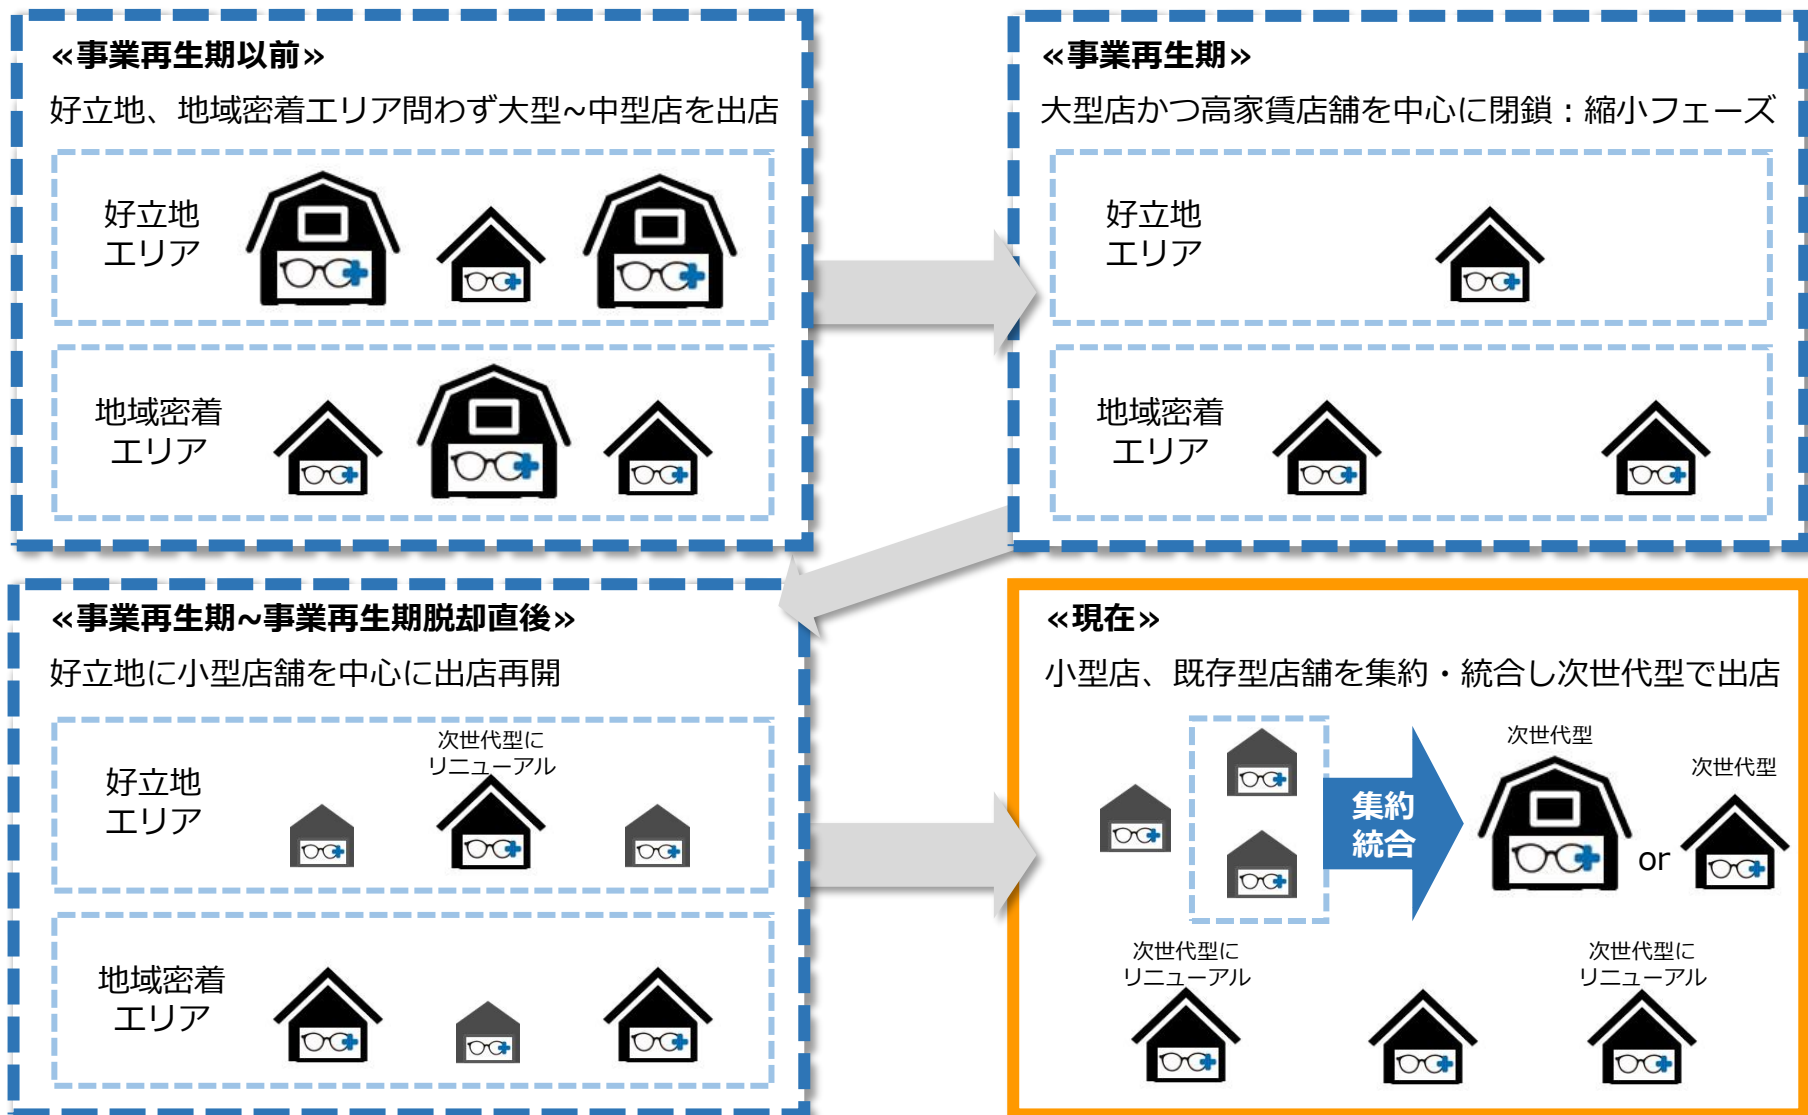 «事業再生期以前»
好立地、地域密着エリア問わず大型~中型店を出店
好立地
エリア
地域密着
エリア
«事業再生期»
大型店かつ高家賃店舗を中心に閉鎖：縮小フェーズ
好立地
エリア
地域密着
エリア
«事業再生期~事業再生期脱却直後»
好立地に小型店舗を中心に出店再開
好立地
エリア
次世代型に
リニューアル
地域密着
エリア
«現在»
小型店、既存型店舗を集約・統合し次世代型で出店
集約
統合
次世代型
or
次世代型
次世代型に
リニューアル
次世代型に
リニューアル